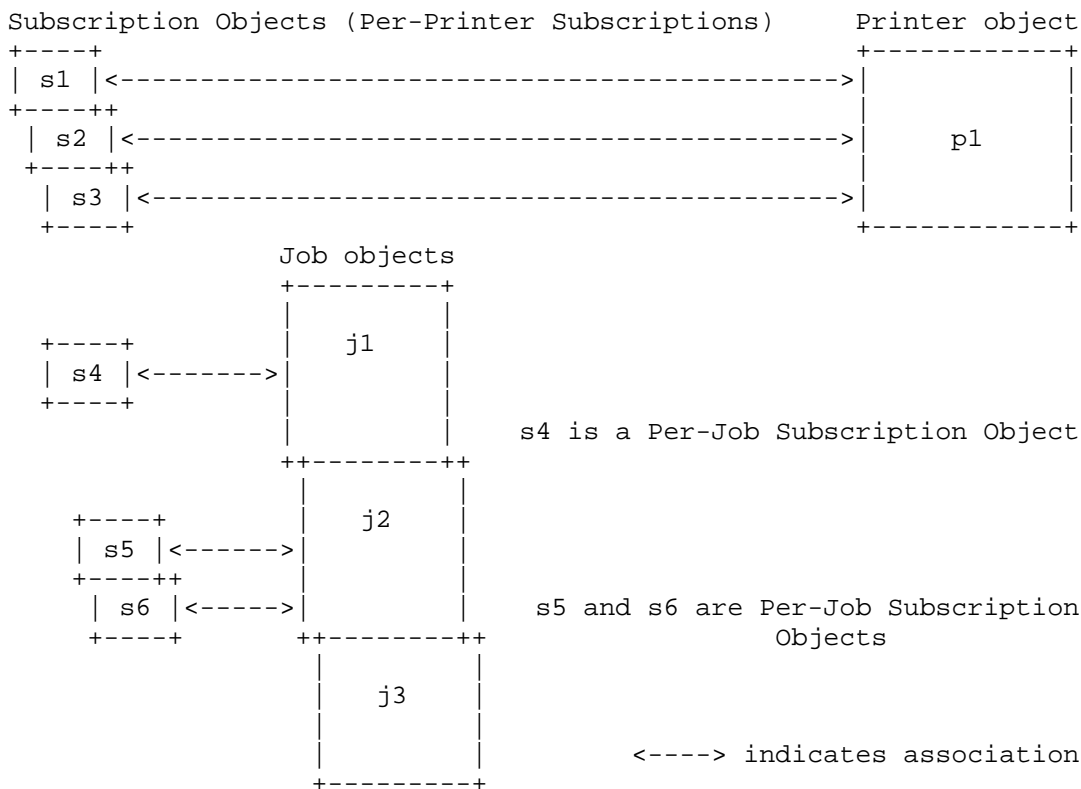 Subscription Objects (Per-Printer Subscriptions) Printer object
s1
s2 p1
s3
Job objects
j1
s4
s4 is a Per-Job Subscription Object
j2
s5
s6 s5 and s6 are Per-Job Subscription
Objects
j3
<----> indicates association